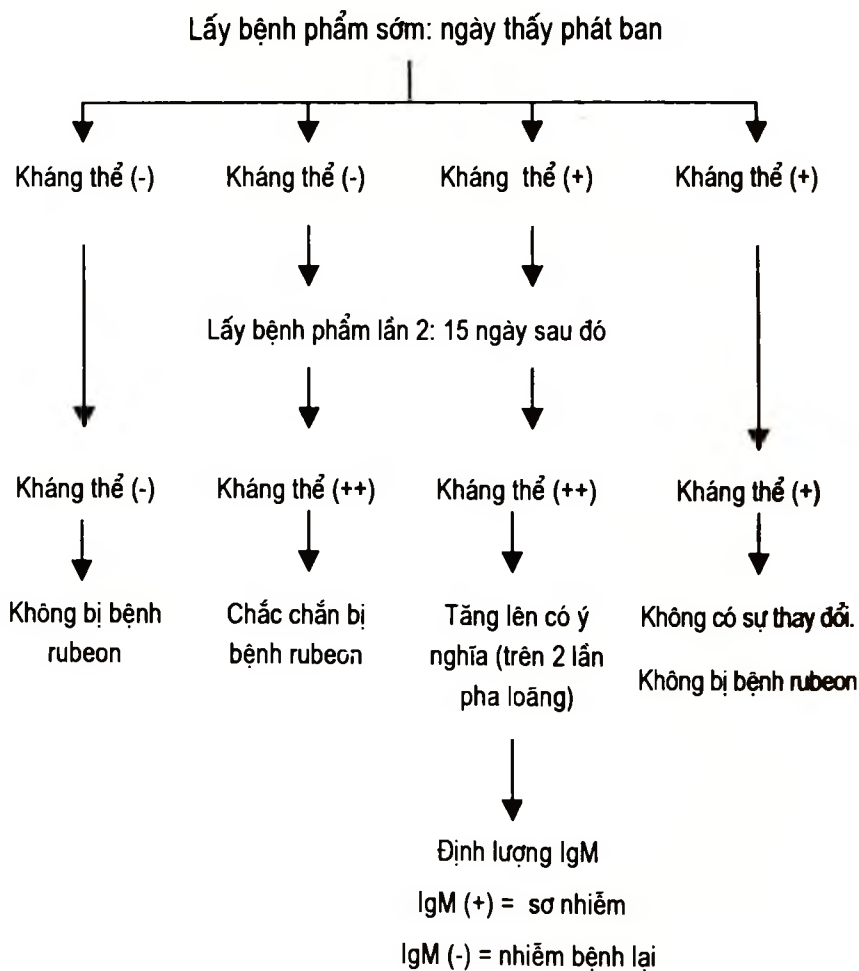 Lấy bệnh phẩm sớm: ngày thấy phát ban
Kháng thể (-) Kháng thể (-) Kháng thể (+) Kháng thể (+)
Lấy bệnh phẩm lần 2: 15 ngày sau đó
Kháng thể (-) Kháng thể (++) Kháng thể (++) Kháng thể (+)
Không bị bệnh
rubeon
Chắc chắn bị
bệnh rubeon
Tăng lên có ý
nghĩa (trên 2 lần
pha loãng)
Không có sự thay đổi.
Không bị bệnh rubeon
Định lượng IgM
IgM (+) = sơ nhiễm
IgM (-) = nhiễm bệnh lại